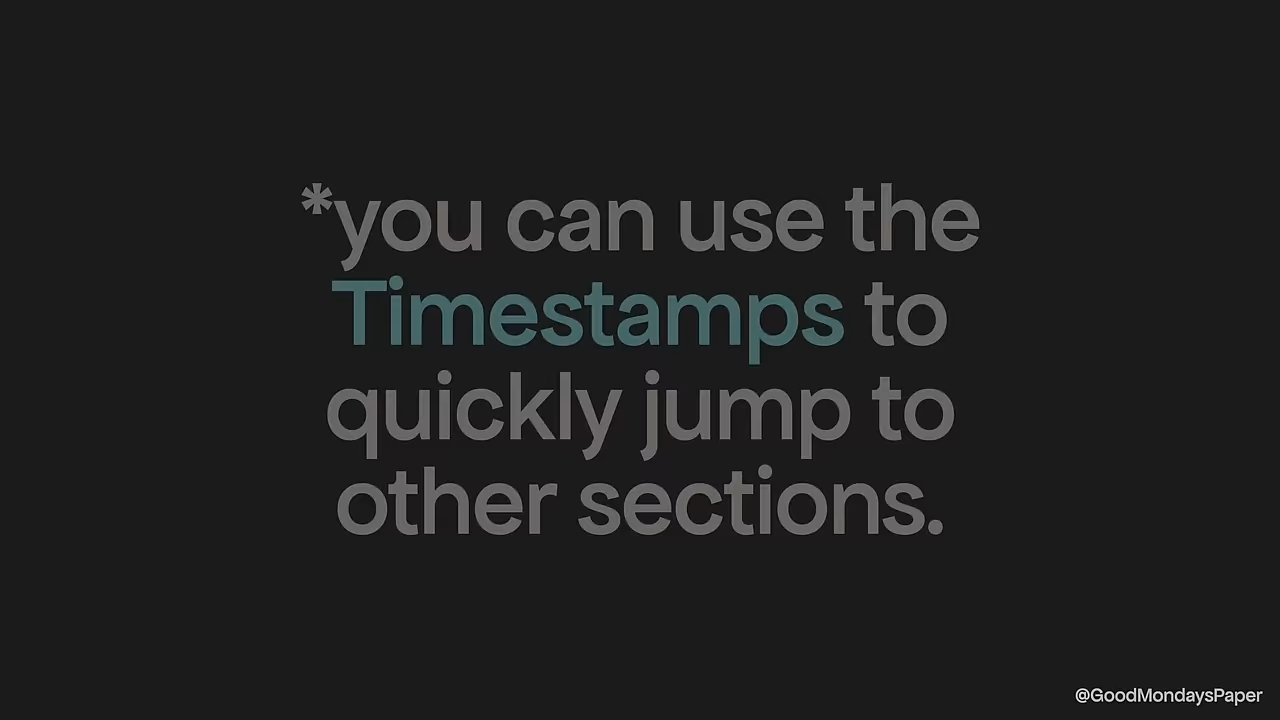 *you can use the
Timestamps to
quickly jump to
other sections.
@GoodMondaysPaper